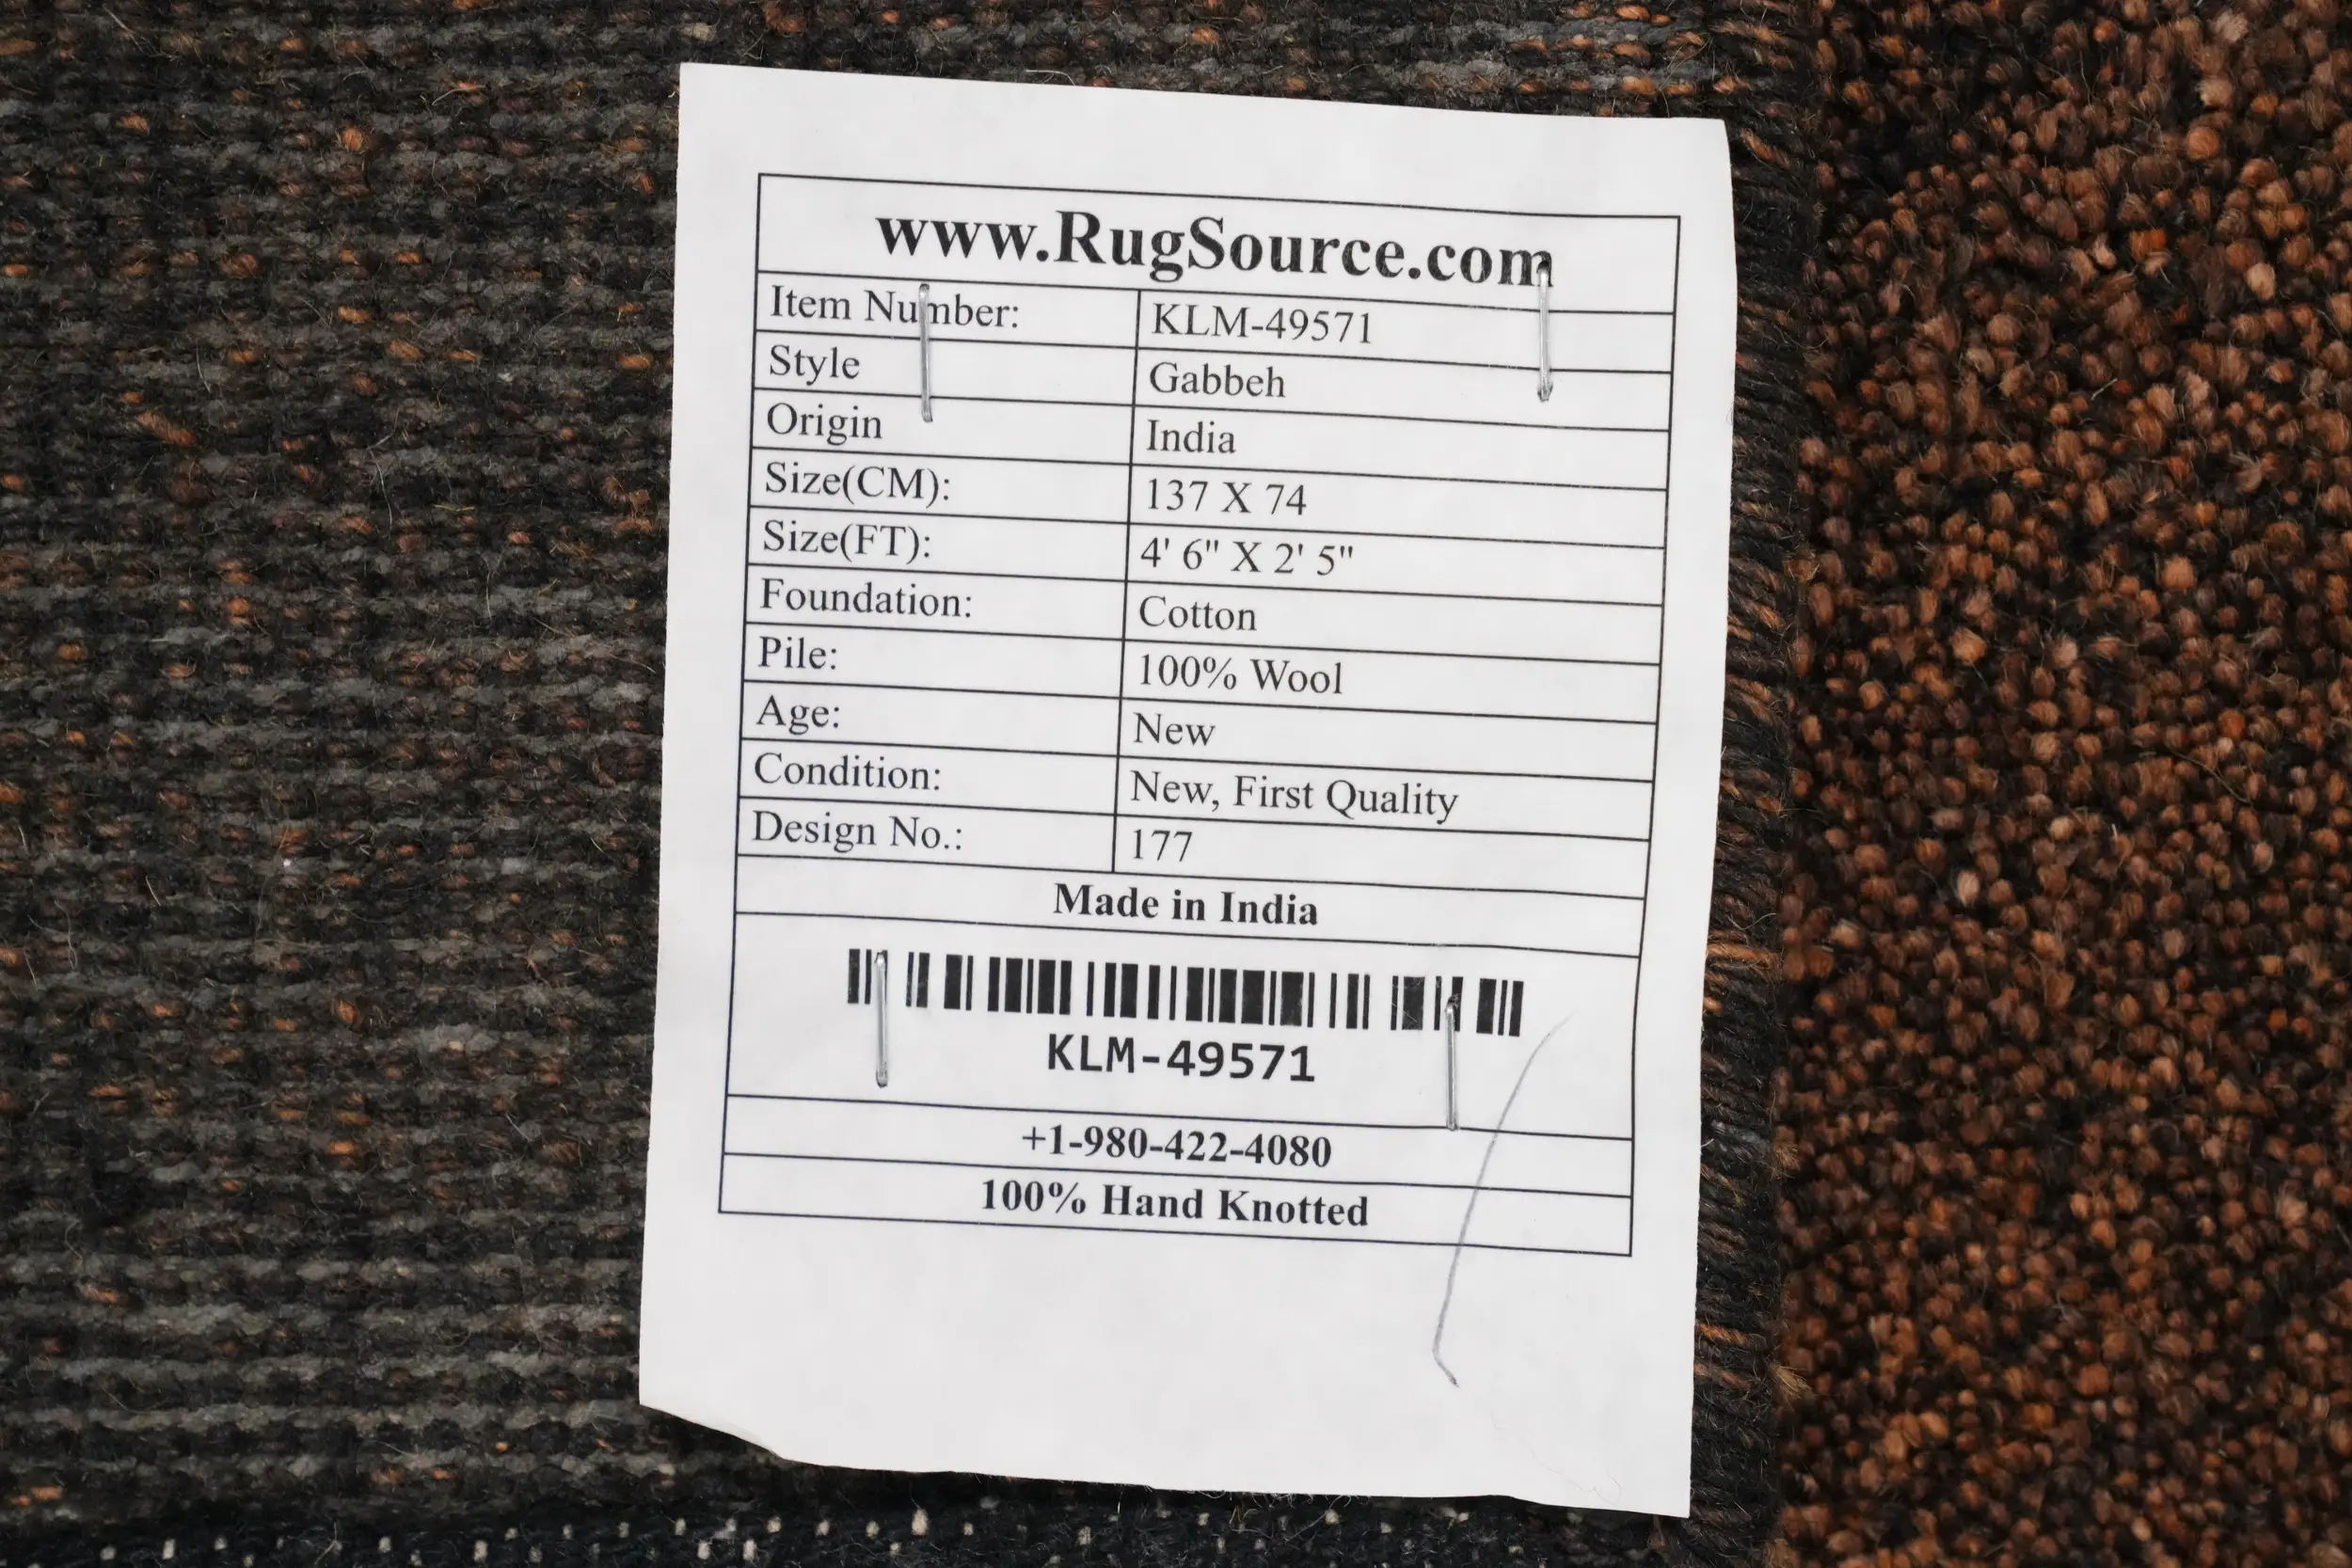 www.RugSource.com
Item Number: KLM-49571
Style Gabbeh
Origin India
Size(CM): 137 X 74
Size(FT): 4' 6" X 2' 5"
Foundation: Cotton
Pile: 100% Wool
Age: New
Condition: New, First Quality
Design No.: 177
Made in India
KLM-49571
+1-980-422-4080
100% Hand Knotted